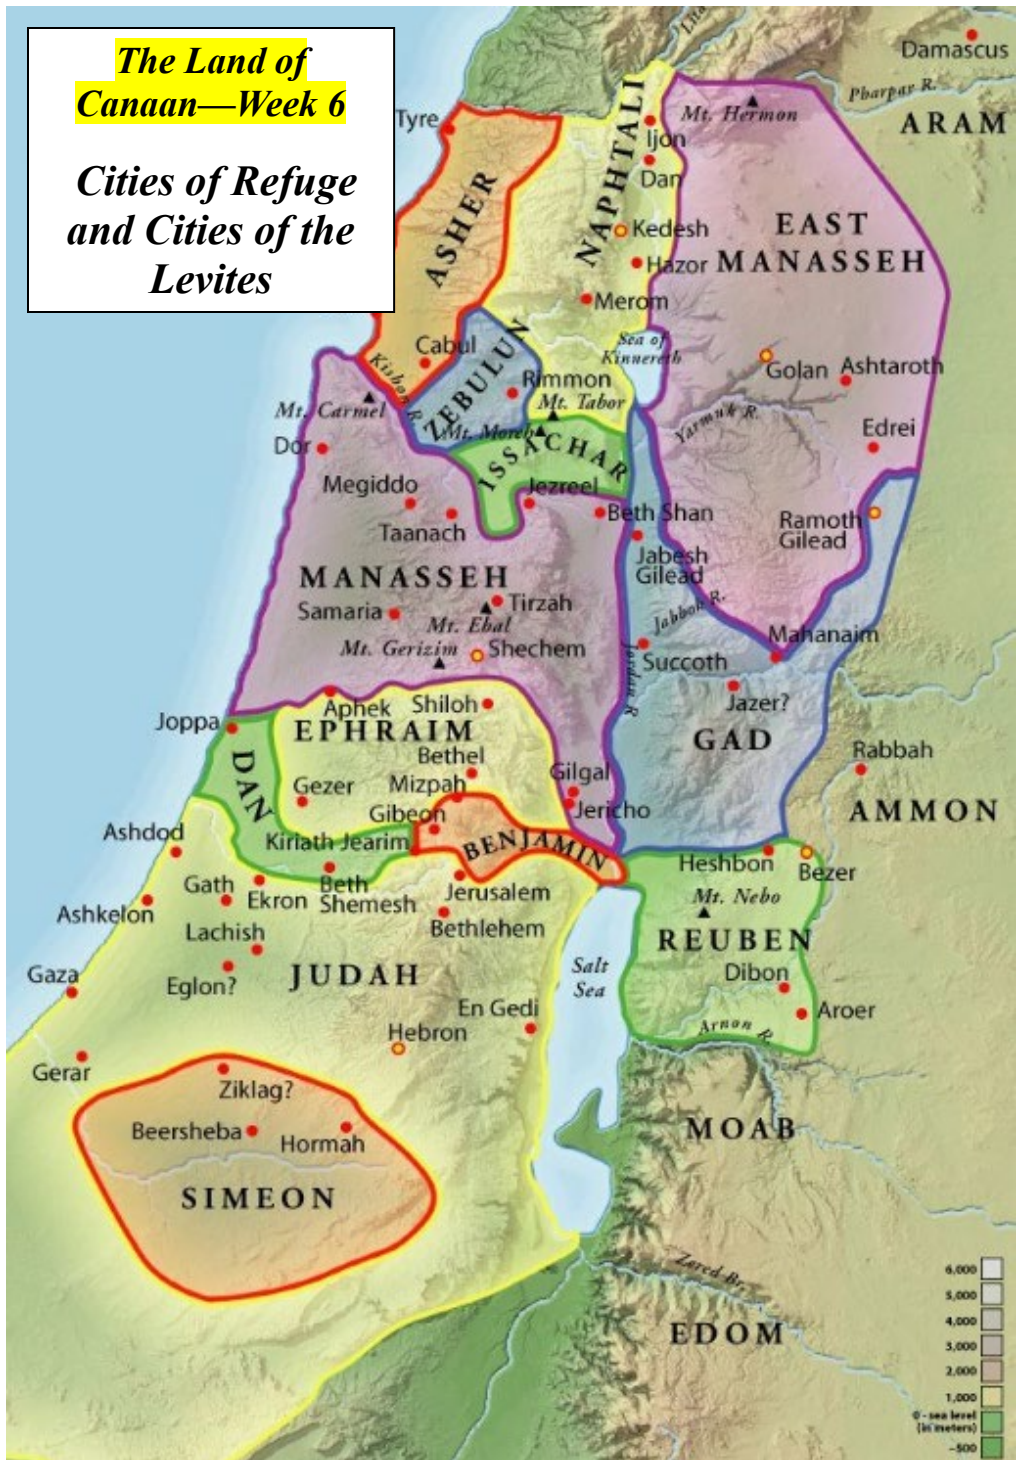 The Land of
Canaan—Week 6
Cities of Refuge
and Cities of the
Levites
Damascus
Pharpar R.
ARAM
Mt. Hermon
Tyre
Ijon
Dan
NAPHTALI
ASHER
Kedesh
EAST
MANASSEH
Hazor
Merom
Sea of
Kinnereth
Cabul
Kishon R.
ZEBULUN
Rimmon
Golan
Ashtaroth
Mt. Carmel
Mt. Tabor
Yarmuk R.
Mt. Moreh
Edrei
Dor
ISSACHAR
Megiddo
Jezreel
Taanach
Beth Shan
Ramoth
Gilead
Jabesh
Gilead
MANASSEH
Tirzah
Samaria
Mt. Ebal
Jabbok R.
Mt. Gerizim
Shechem
Mahanaim
Succoth
Jordan R
Jazer?
Aphek
Shiloh
Joppa
EPHRAIM
GAD
DAN
Bethel
Rabbah
Gezer
Mizpah
Gilgal
Jericho
AMMON
Gibeon
Ashdod
Kiriath Jearim
BENJAMIN
Heshbon
Bezer
Gath
Ekron
Beth
Shemesh
Jerusalem
Mt. Nebo
Ashkelon
Bethlehem
Lachish
REUBEN
Gaza
Eglon?
JUDAH
Salt
Sea
Dibon
En Gedi
Aroer
Hebron
Arnon R.
Gerar
Ziklag?
Beersheba
Hormah
MOAB
SIMEON
Zered Br.
EDOM
6,000
5,000
4,000
3,000
2,000
1,000
0-sea level
(in meters)
-500